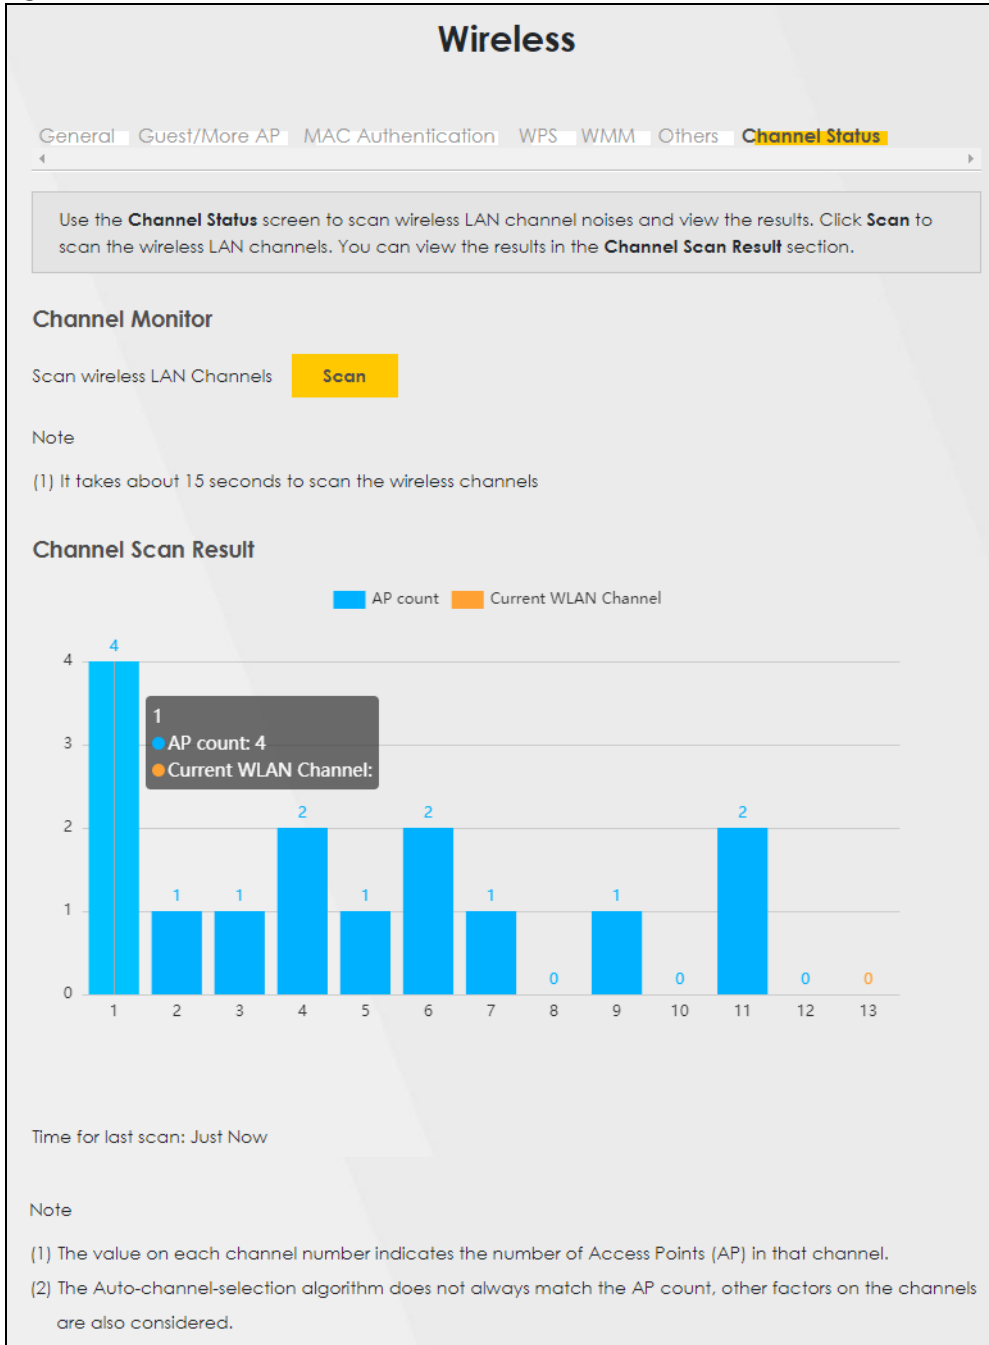 Wireless
General Guest/More AP MAC Authentication WPS WMM Others Channel Status
Use the Channel Status screen to scan wireless LAN channel noises and view the results. Click Scan to
scan the wireless LAN channels. You can view the results in the Channel Scan Result section.
Channel Monitor
Scan wireless LAN Channels Scan
Note
(1) It takes about 15 seconds to scan the wireless channels
Channel Scan Result
AP count Current WLAN Channel
4
4
1
3
AP count: 4
Current WLAN Channel:
2 2 2
2
1 1 1 1 1
1
0 0 0 0
0
1 2 3 4 5 6 7 8 9 10 11 12 13
Time for last scan: Just Now
Note
(1) The value on each channel number indicates the number of Access Points (AP) in that channel.
(2) The Auto-channel-selection algorithm does not always match the AP count, other factors on the channels
are also considered.